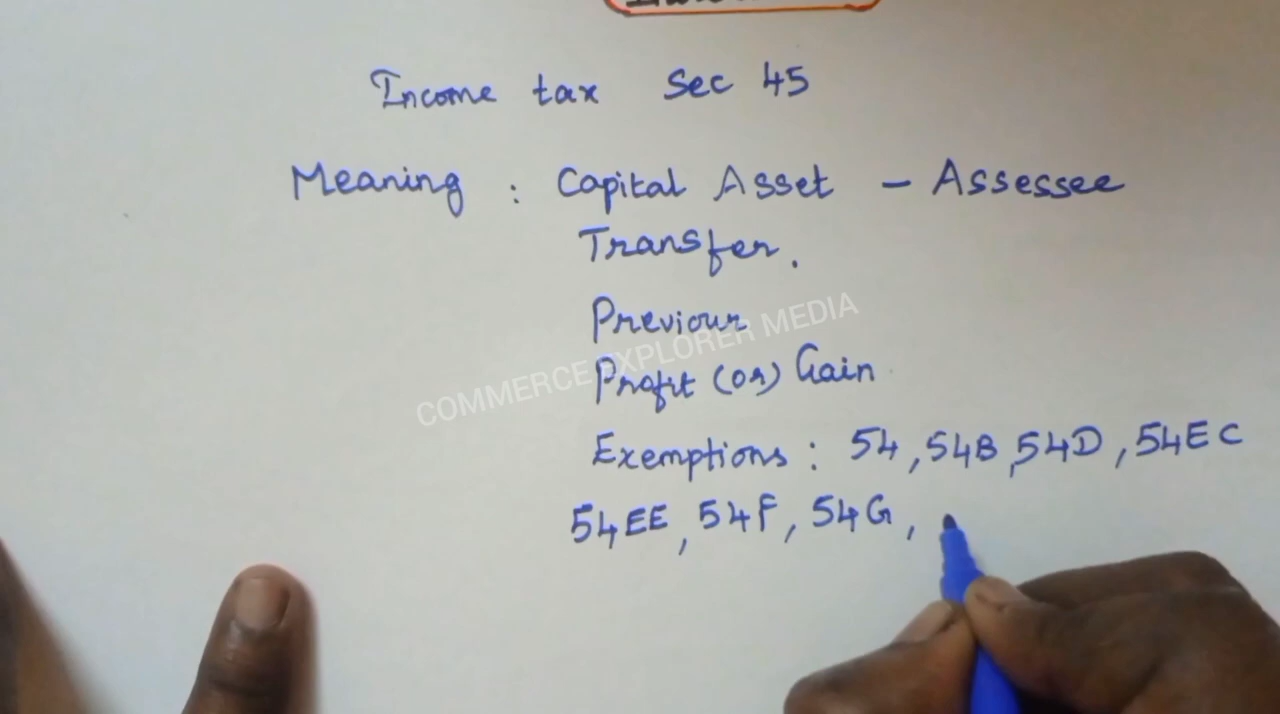 Income tax Sec 45
Meaning : Capital Asset - Assessee
Transfer.
Previous
COMMERCE EXPLORER MEDIA
Profit (or) Gain
Exemptions : 54, 54B, 54D, 54EC
54EE, 54F, 54G,